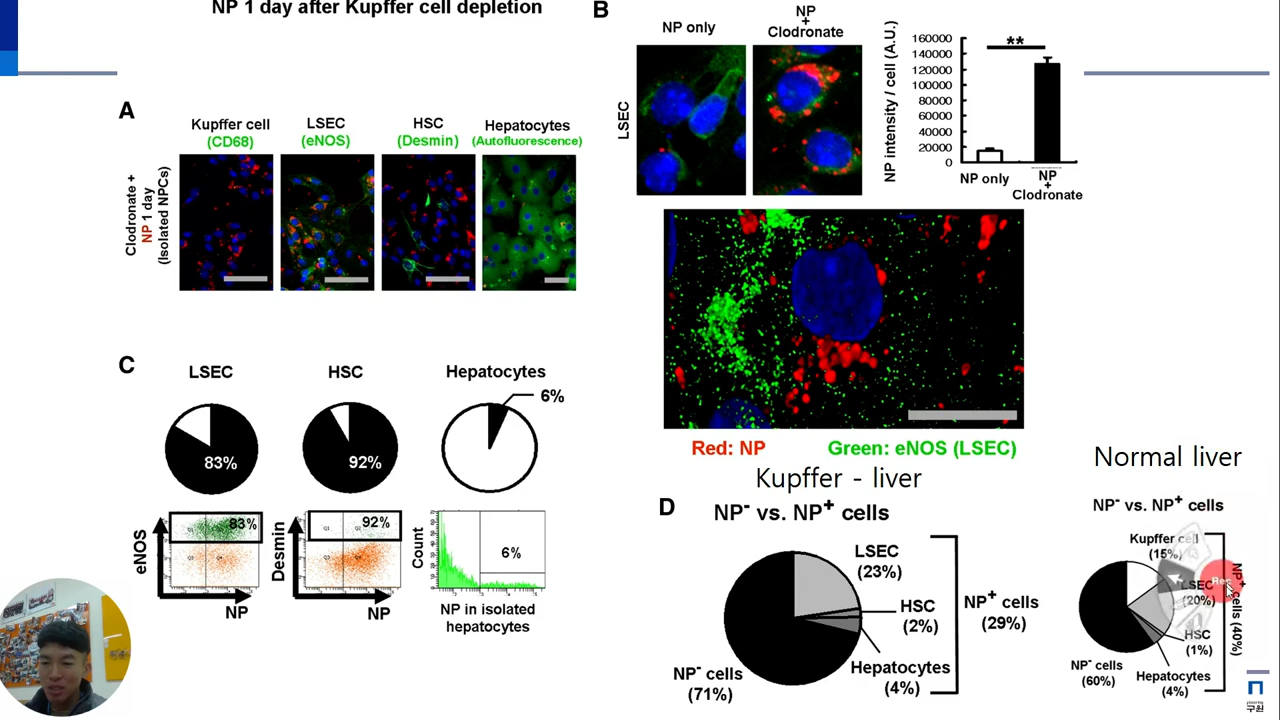 NP 1 day after Kupffer cell depletion
A
Kupffer cell
(CD68)
LSEC
(eNOS)
HSC
(Desmin)
Hepatocytes
(Autofluorescence)
Clodronate +
NP 1 day
(Isolated NPCs)
B
NP only
NP
+
Clodronate
LSEC
NP intensity / cell (A.U.)
160000
140000
120000
100000
80000
60000
40000
20000
0
**
NP only
NP
+
Clodronate
Red: NP
Green: eNOS (LSEC)
C
LSEC
HSC
Hepatocytes
83%
92%
6%
eNOS
83%
NP
Desmin
92%
NP
Count
6%
NP in isolated
hepatocytes
Kupffer - liver
D
NP- vs. NP+ cells
LSEC
(23%)
HSC
(2%)
Hepatocytes
(4%)
NP+ cells
(29%)
NP- cells
(71%)
Normal liver
NP- vs. NP+ cells
Kupffer cell
(15%)
LSEC
(20%)
HSC
(1%)
Hepatocytes
(4%)
NP+ cells (40%)
NP- cells
(60%)
Rec
구원